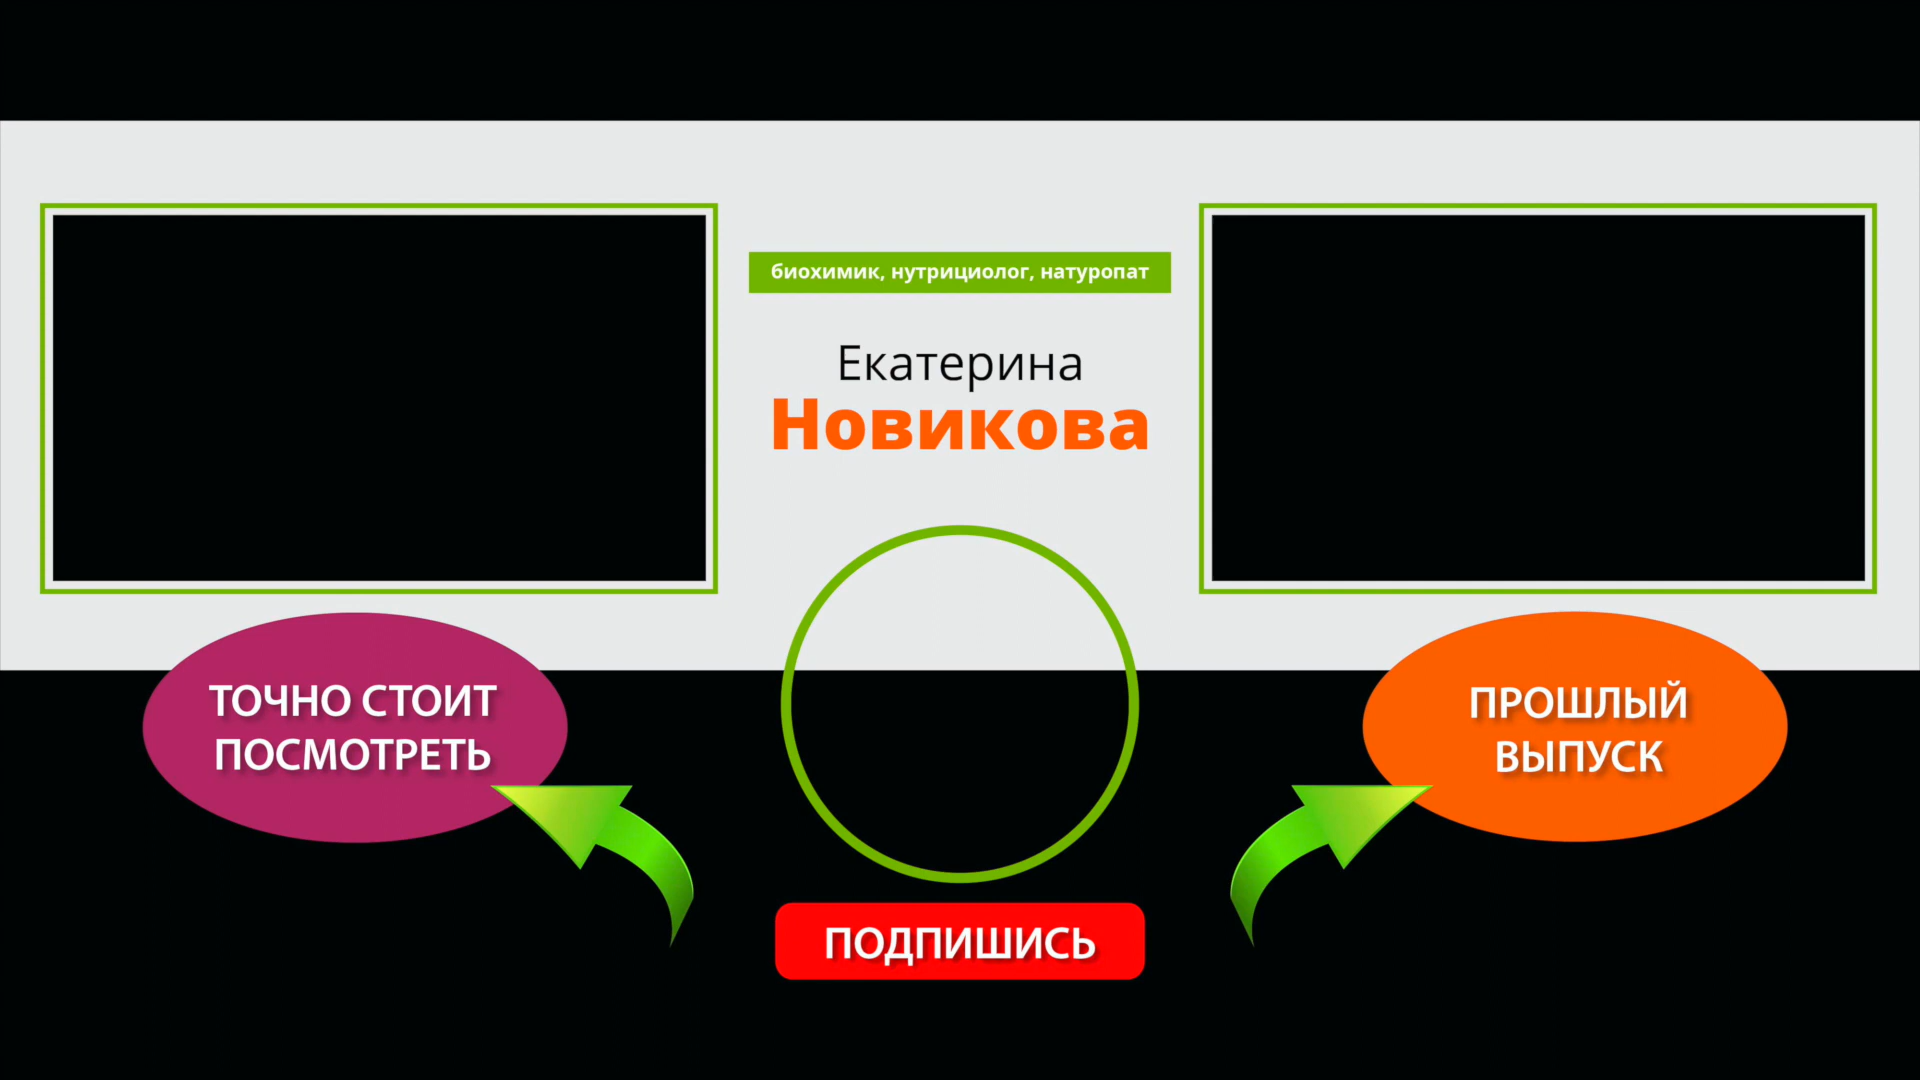 биохимик, нутрициолог, натуропат
Екатерина
Новикова
ТОЧНО СТОИТ
ПОСМОТРЕТЬ
ПРОШЛЫЙ
ВЫПУСК
ПОДПИШИСЬ